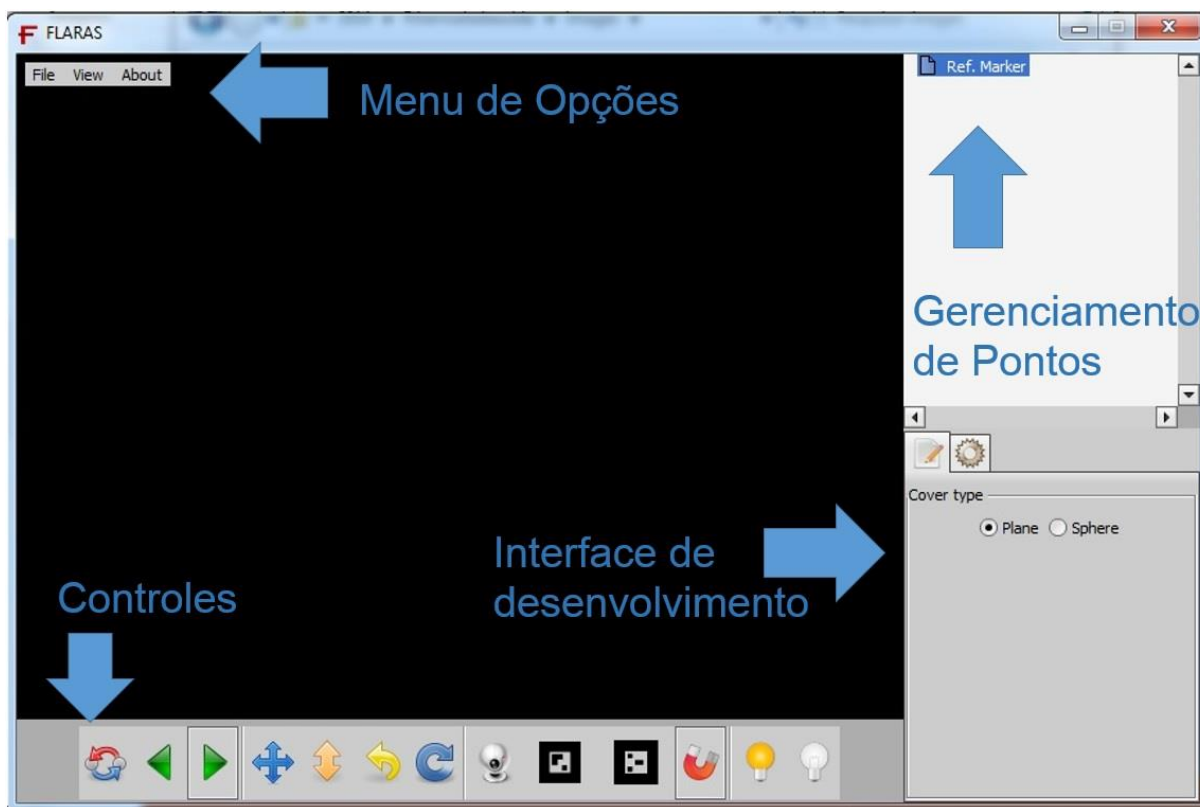 FLARAS
File View About
Menu de Opções
Ref. Marker
Gerenciamento
de Pontos
Cover type
Plane Sphere
Interface de
desenvolvimento
Controles